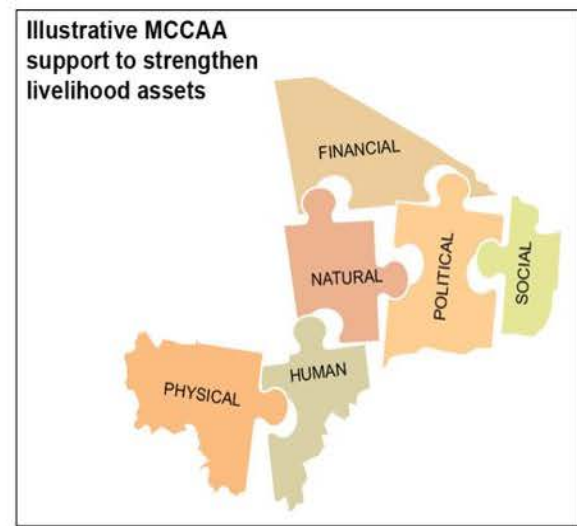 Illustrative MCCAA
support to strengthen
livelihood assets
FINANCIAL
NATURAL
POLITICAL
SOCIAL
PHYSICAL
HUMAN